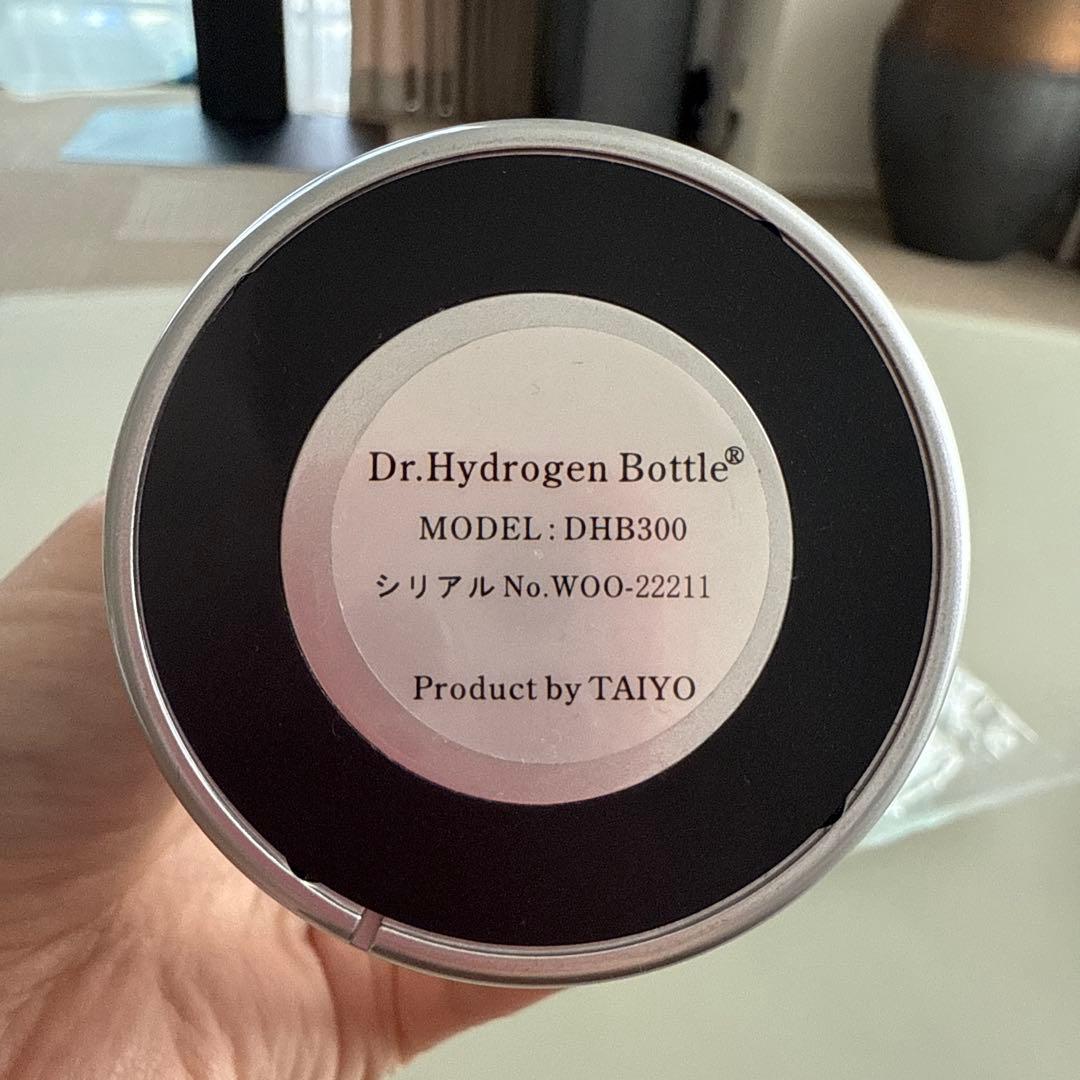 Dr.Hydrogen Bottle®
MODEL : DHB300
シリアル No.WOO-22211
Product by TAIYO